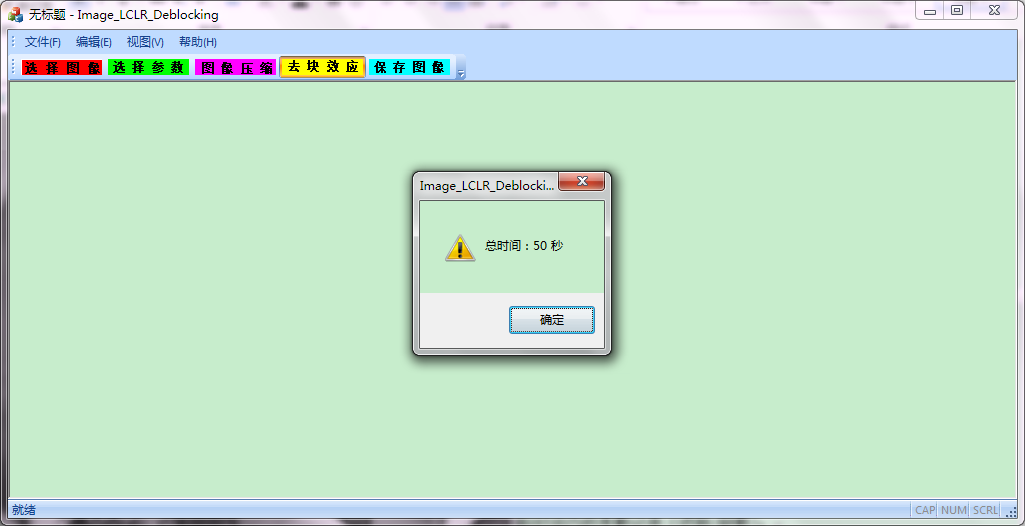 无标题 - Image_LCLR_Deblocking
文件(F) 编辑(E) 视图(V) 帮助(H)
选择图像 选择参数 图像压缩 去块效应 保存图像
Image_LCLR_Deblocki...
总时间：50 秒
确定
就绪 CAP NUM SCRL